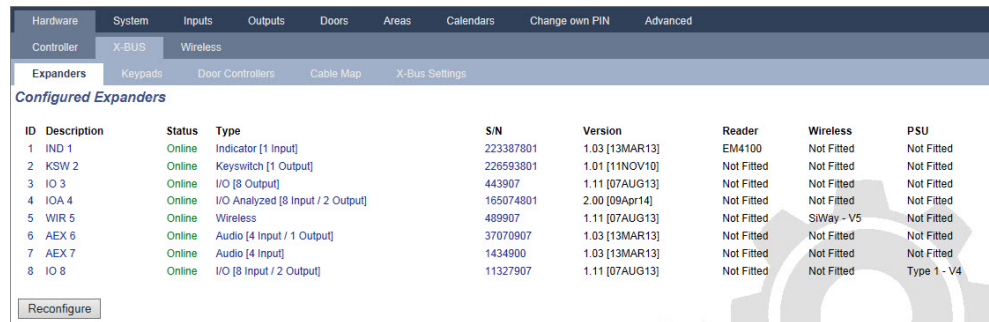 Hardware System Inputs Outputs Doors Areas Calendars Change own PIN Advanced
Controller X-BUS Wireless
Expanders Keypads Door Controllers Cable Map X-Bus Settings
Configured Expanders
ID Description Status Type S/N Version Reader Wireless PSU
1 IND 1 Online Indicator [1 Input] 223387801 1.03 [13MAR13] EM4100 Not Fitted Not Fitted
2 KSW 2 Online Keyswitch [1 Output] 226593801 1.01 [11NOV10] Not Fitted Not Fitted Not Fitted
3 IO 3 Online I/O [8 Output] 443907 1.11 [07AUG13] Not Fitted Not Fitted Not Fitted
4 IOA 4 Online I/O Analyzed [8 Input / 2 Output] 165074801 2.00 [09Apr14] Not Fitted Not Fitted Not Fitted
5 WIR 5 Online Wireless 489907 1.11 [07AUG13] Not Fitted SiWay - V5 Not Fitted
6 AEX 6 Online Audio [4 Input / 1 Output] 37070907 1.03 [13MAR13] Not Fitted Not Fitted Not Fitted
7 AEX 7 Online Audio [4 Input] 1434900 1.03 [13MAR13] Not Fitted Not Fitted Not Fitted
8 IO 8 Online I/O [8 Input / 2 Output] 11327907 1.11 [07AUG13] Not Fitted Not Fitted Type 1 - V4
Reconfigure